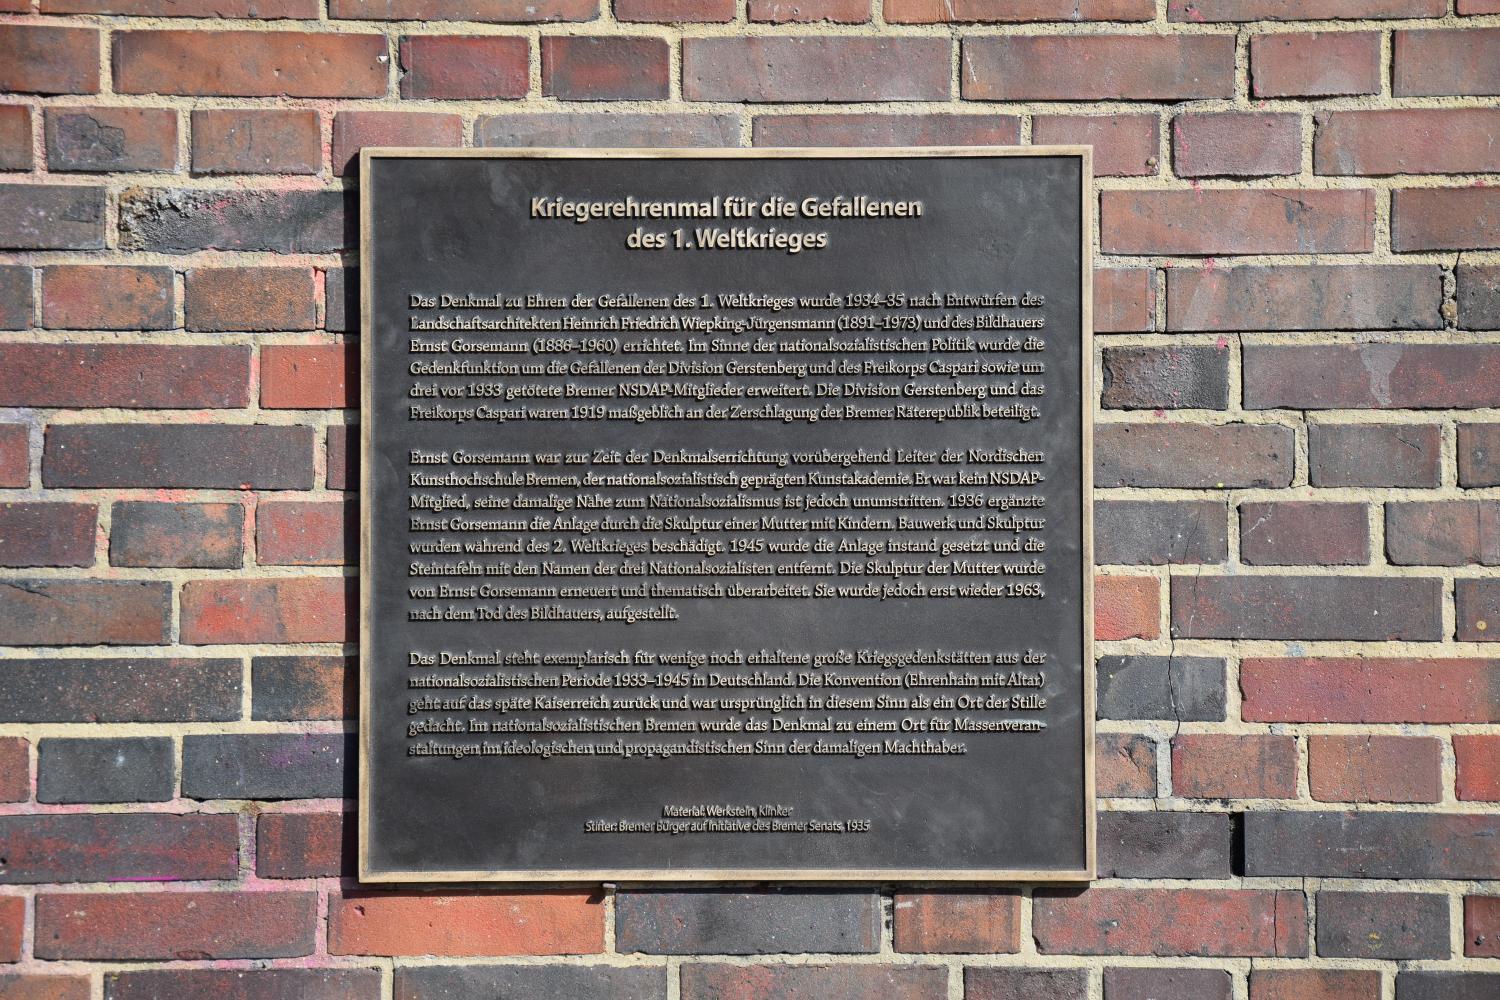 Kriegerehrenmal für die Gefallenen
des 1. Weltkrieges
Das Denkmal zu Ehren der Gefallenen des 1. Weltkrieges wurde 1934–35 nach Entwürfen des
Landschaftsarchitekten Heinrich Friedrich Wiepking-Jürgensmann (1891–1973) und des Bildhauers
Ernst Gorsemann (1886–1960) errichtet. Im Sinne der nationalsozialistischen Politik wurde die
Gedenkfunktion um die Gefallenen der Division Gerstenberg und des Freikorps Caspari sowie um
drei vor 1933 getötete Bremer NSDAP-Mitglieder erweitert. Die Division Gerstenberg und das
Freikorps Caspari waren 1919 maßgeblich an der Zerschlagung der Bremer Räterepublik beteiligt.
Ernst Gorsemann war zur Zeit der Denkmalserrichtung vorübergehend Leiter der Nordischen
Kunsthochschule Bremen, der nationalsozialistisch geprägten Kunstakademie. Er war kein NSDAP-
Mitglied, seine damalige Nähe zum Nationalsozialismus ist jedoch unumstritten. 1936 ergänzte
Ernst Gorsemann die Anlage durch die Skulptur einer Mutter mit Kindern. Bauwerk und Skulptur
wurden während des 2. Weltkrieges beschädigt. 1945 wurde die Anlage instand gesetzt und die
Steintafeln mit den Namen der drei Nationalsozialisten entfernt. Die Skulptur der Mutter wurde
von Ernst Gorsemann erneuert und thematisch überarbeitet. Sie wurde jedoch erst wieder 1963,
nach dem Tod des Bildhauers, aufgestellt.
Das Denkmal steht exemplarisch für wenige noch erhaltene große Kriegsgedenkstätten aus der
nationalsozialistischen Periode 1933–1945 in Deutschland. Die Konvention (Ehrenhain mit Altar)
geht auf das späte Kaiserreich zurück und war ursprünglich in diesem Sinn als ein Ort der Stille
gedacht. Im nationalsozialistischen Bremen wurde das Denkmal zu einem Ort für Massenveran-
staltungen im ideologischen und propagandistischen Sinn der damaligen Machthaber.
Material: Werkstein, Klinker
Stifter: Bremer Bürger auf Initiative des Bremer Senats, 1935